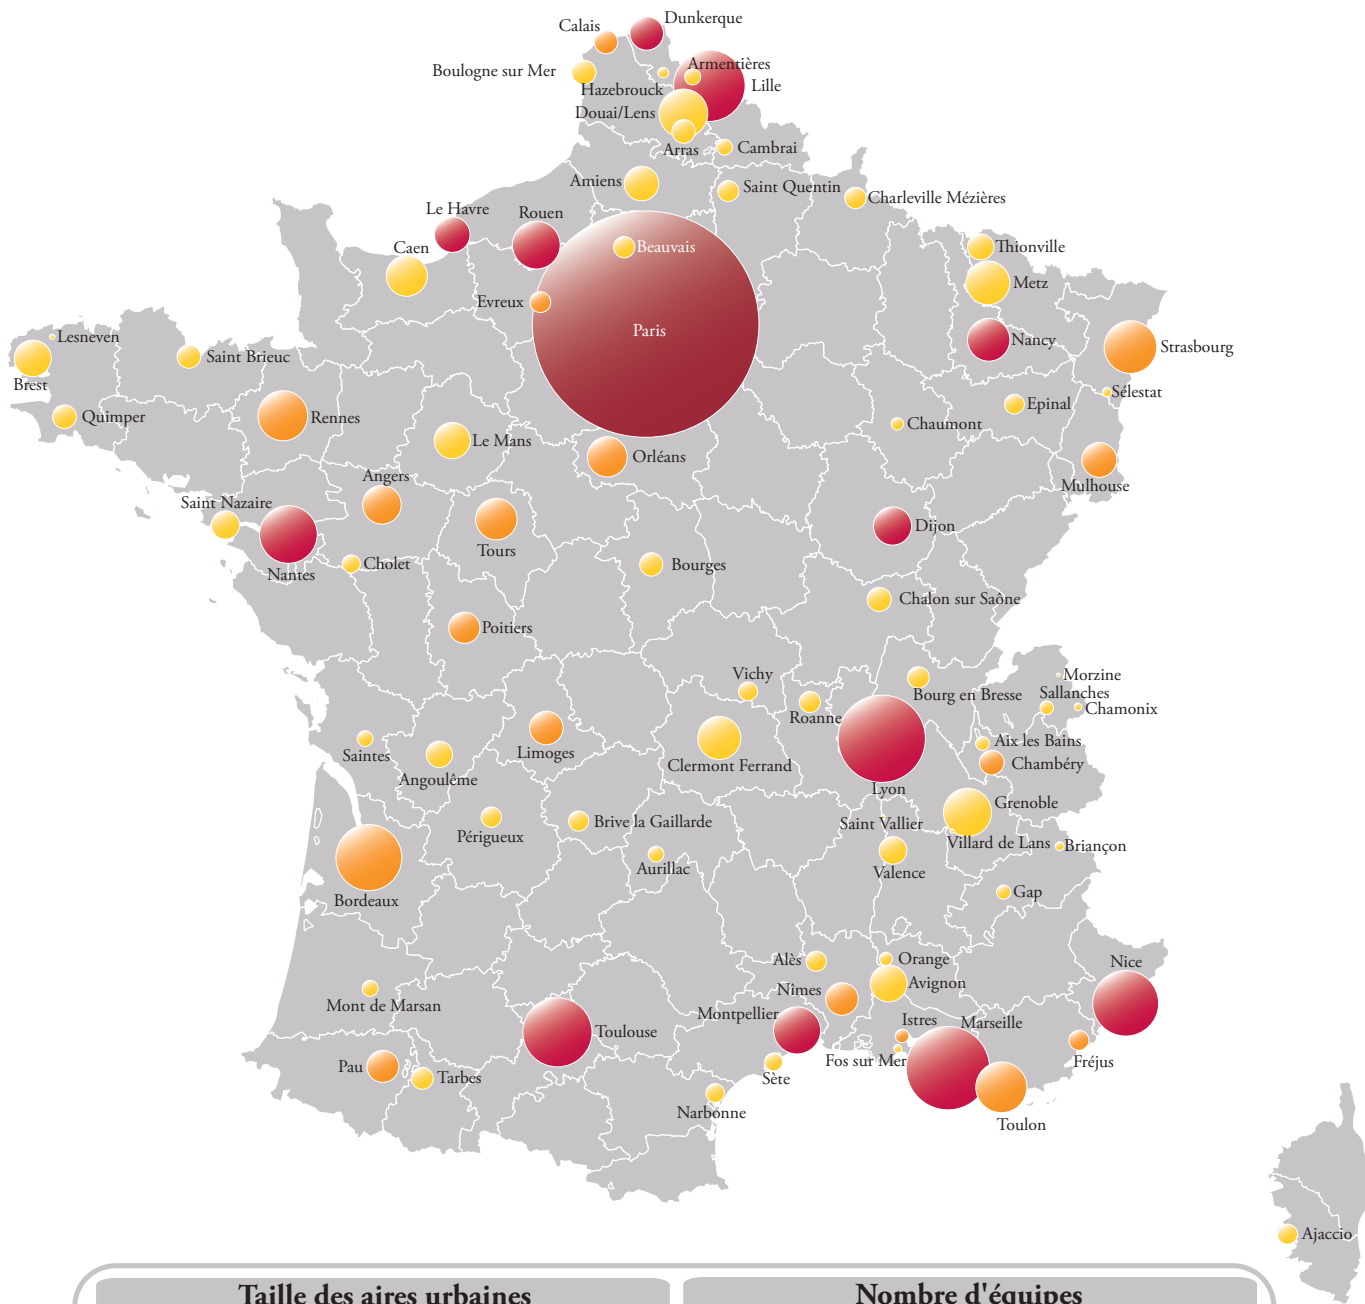 Dunkerque
Calais
Armentières
Boulogne sur Mer
Lille
Hazebrouck
Douai/Lens
Cambrai
Arras
Amiens
Saint Quentin
Charleville Mézières
Le Havre
Rouen
Caen
Beauvais
Thionville
Metz
Evreux
Paris
Nancy
Strasbourg
Lesneven
Saint Brieuc
Brest
Sélestat
Epinal
Quimper
Rennes
Chaumont
Le Mans
Orléans
Angers
Mulhouse
Saint Nazaire
Dijon
Tours
Cholet
Bourges
Nantes
Chalon sur Saône
Poitiers
Vichy
Morzine
Bourg en Bresse
Sallanches
Chamonix
Roanne
Aix les Bains
Saintes
Limoges
Chambéry
Clermont Ferrand
Angoulême
Lyon
Grenoble
Brive la Gaillarde
Saint Vallier
Périgueux
Villard de Lans
Briançon
Aurillac
Valence
Gap
Bordeaux
Alès
Orange
Nice
Avignon
Nîmes
Mont de Marsan
Montpellier
Istres
Marseille
Toulouse
Fos sur Mer
Fréjus
Pau
Tarbes
Sète
Narbonne
Toulon
Ajaccio
Taille des aires urbaines
Nombre d'équipes